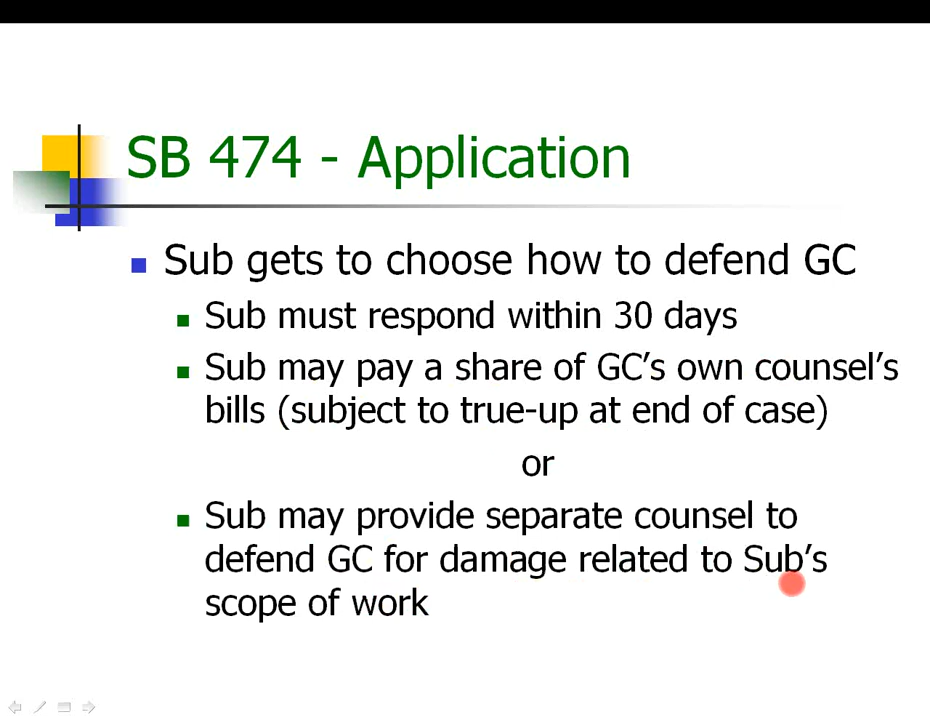 SB 474 - Application
Sub gets to choose how to defend GC
Sub must respond within 30 days
Sub may pay a share of GC’s own counsel’s
bills (subject to true-up at end of case)
or
Sub may provide separate counsel to
defend GC for damage related to Sub’s
scope of work